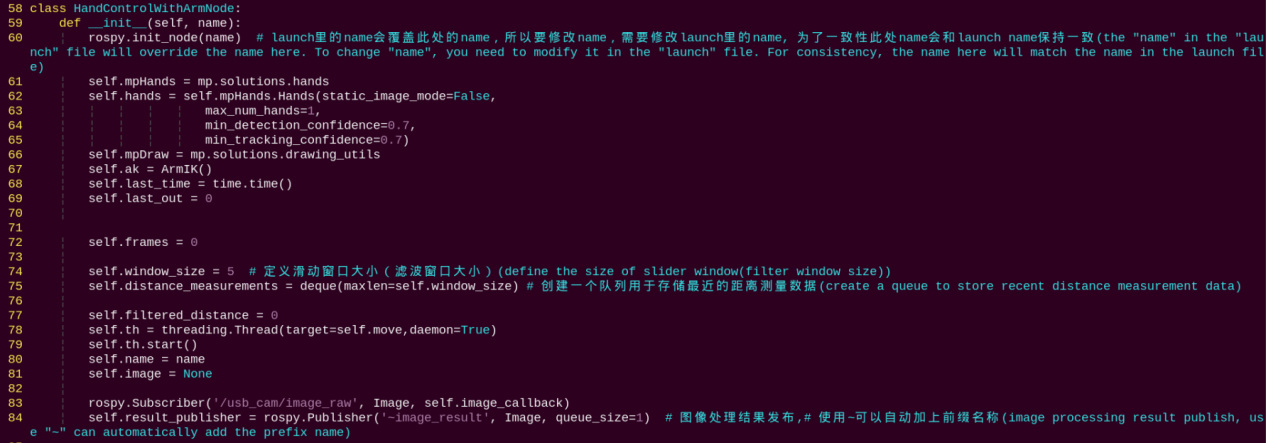 58 class HandControlWithArmNode:
59     def __init__(self, name):
60         rospy.init_node(name)  # launch里的name会覆盖此处的name，所以要修改name，需要修改launch里的name, 为了一致性此处name会和launch name保持一致(the "name" in the "lau
nch" file will override the name here. To change "name", you need to modify it in the "launch" file. For consistency, the name here will match the name in the launch fil
e)
61         self.mpHands = mp.solutions.hands
62         self.hands = self.mpHands.Hands(static_image_mode=False,
63                         max_num_hands=1,
64                         min_detection_confidence=0.7,
65                         min_tracking_confidence=0.7)
66         self.mpDraw = mp.solutions.drawing_utils
67         self.ak = ArmIK()
68         self.last_time = time.time()
69         self.last_out = 0
70
71
72         self.frames = 0
73
74         self.window_size = 5  # 定义滑动窗口大小（滤波窗口大小）(define the size of slider window(filter window size))
75         self.distance_measurements = deque(maxlen=self.window_size) # 创建一个队列用于存储最近的距离测量数据(create a queue to store recent distance measurement data)
76
77         self.filtered_distance = 0
78         self.th = threading.Thread(target=self.move,daemon=True)
79         self.th.start()
80         self.name = name
81         self.image = None
82
83         rospy.Subscriber('/usb_cam/image_raw', Image, self.image_callback)
84         self.result_publisher = rospy.Publisher('~image_result', Image, queue_size=1)  # 图像处理结果发布,# 使用~可以自动加上前缀名称(image processing result publish, us
e "~" can automatically add the prefix name)